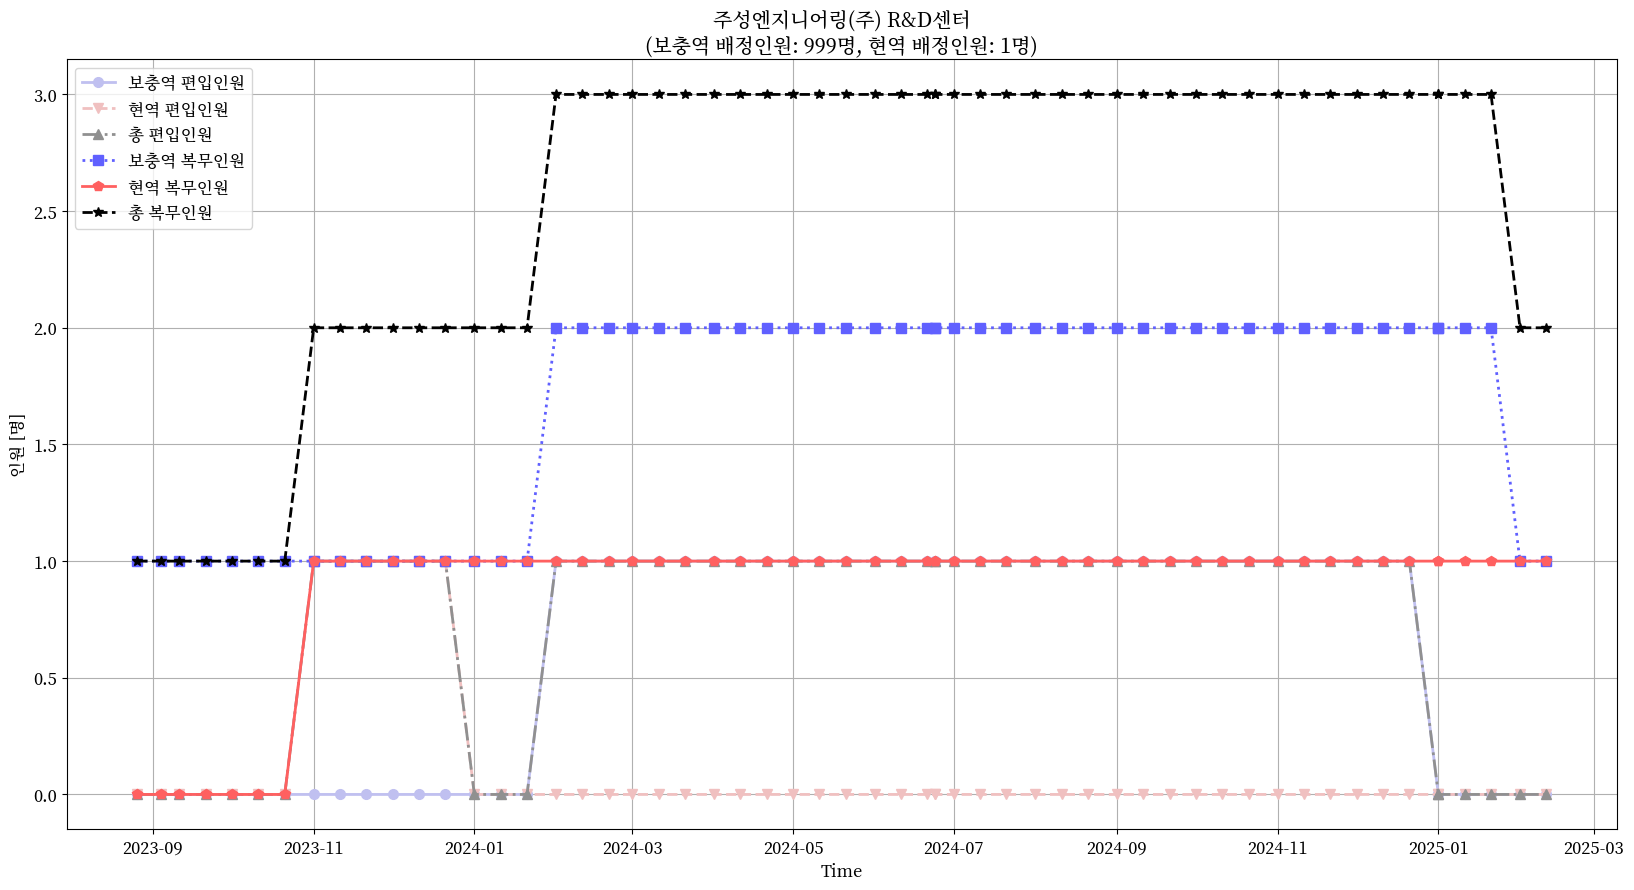 주성엔지니어링(주) R&D센터
(보충역 배정인원: 999명, 현역 배정인원: 1명)
보충역 편입인원
현역 편입인원
총 편입인원
보충역 복무인원
현역 복무인원
총 복무인원
3.0
2.5
2.0
1.5
1.0
0.5
0.0
인원 [명]
2023-09 2023-11 2024-01 2024-03 2024-05 2024-07 2024-09 2024-11 2025-01 2025-03
Time